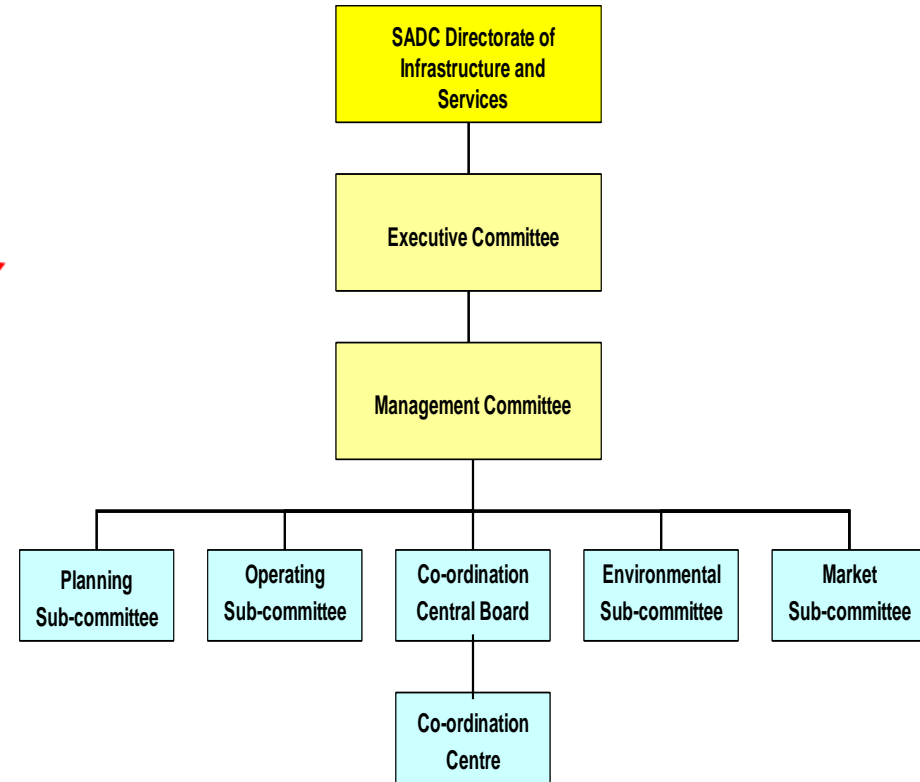 SADC Directorate of
Infrastructure and
Services
Executive Committee
Management Committee
Planning
Sub-committee
Operating
Sub-committee
Co-ordination
Central Board
Environmental
Sub-committee
Market
Sub-committee
Co-ordination
Centre